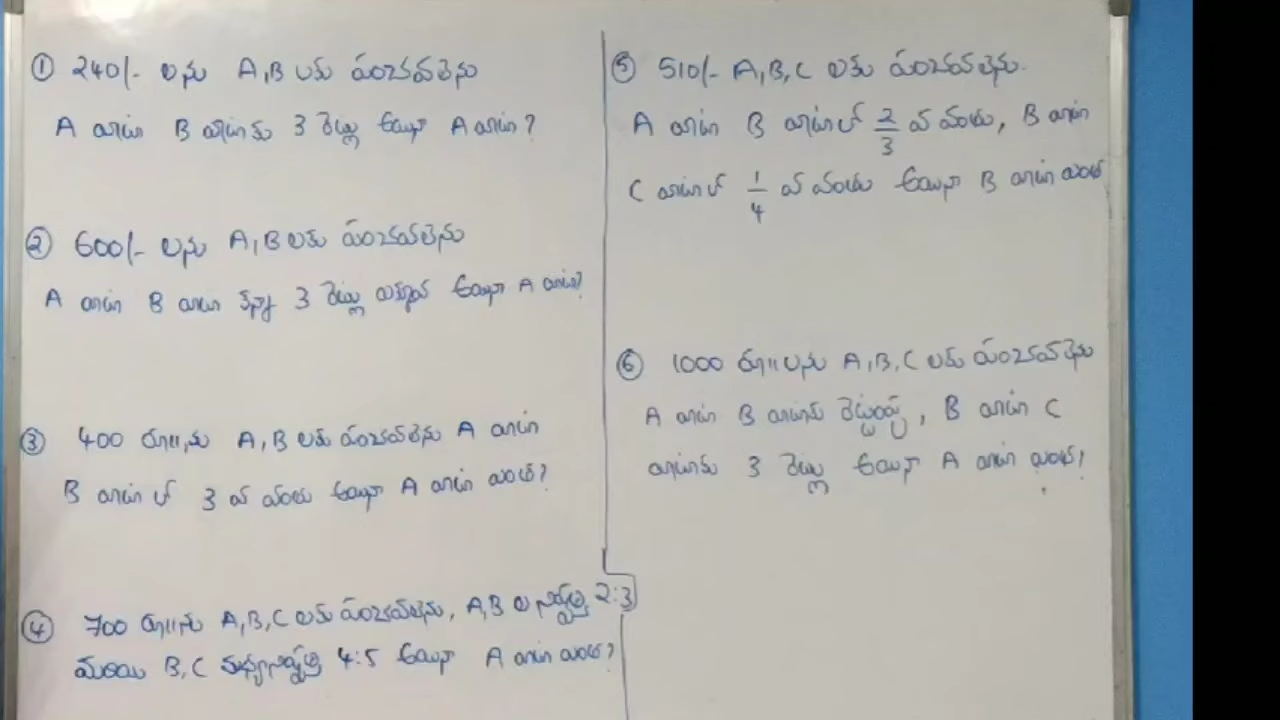 ① 240/- లను A,B లకు పంచవలెను
A వాటా B వాటాకు 3 రెట్లు అయినా A వాటా?
② 600/- లను A,B లకు పంచవలెను
A వాటా B వాటా కన్నా 3 రెట్లు ఎక్కువ అయినా A వాటా?
③ 400 రూ॥ను A,B లకు పంచవలెను A వాటా
B వాటా లో 3 వ వంతు అయినా A వాటా ఎంత?
④ 700 రూ॥ను A,B,C లకు పంచవలెను, A,B ల నిష్పత్తి 2:3
మరియు B,C మధ్య నిష్పత్తి 4:5 అయినా A వాటా ఎంత?
⑤ 510/- A,B,C లకు పంచవలెను.
A వాటా B వాటాలో 2/3 వ వంతు, B వాటా
C వాటాలో 1/4 వ వంతు అయినా B వాటా ఎంత
⑥ 1000 రూ॥లను A,B,C లకు పంచవలెను
A వాటా B వాటాకు రెట్టింపు, B వాటా C
వాటాకు 3 రెట్లు అయినా A వాటా ఎంత?